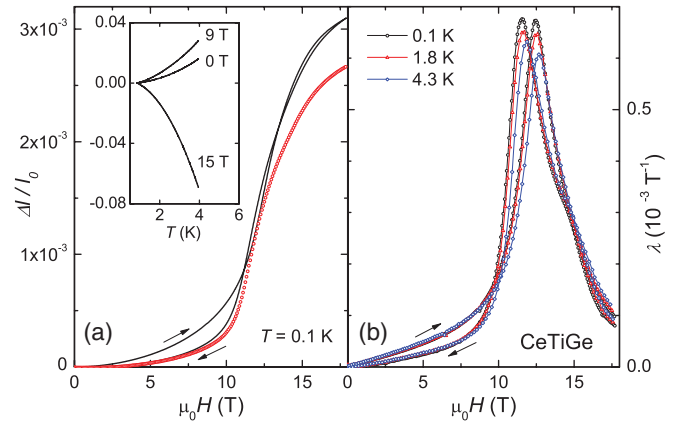 3x10⁻³
2x10⁻³
1x10⁻³
0
Δl / l₀
0.04
0.00
-0.04
-0.08
9 T
0 T
15 T
0 2 4 6
T (K)
(a)
T = 0.1 K
0 5 10 15
μ₀H (T)
0.1 K
1.8 K
4.3 K
(b)
CeTiGe
0 5 10 15
μ₀H (T)
0.5
0.0
λ (10⁻³ T⁻¹)